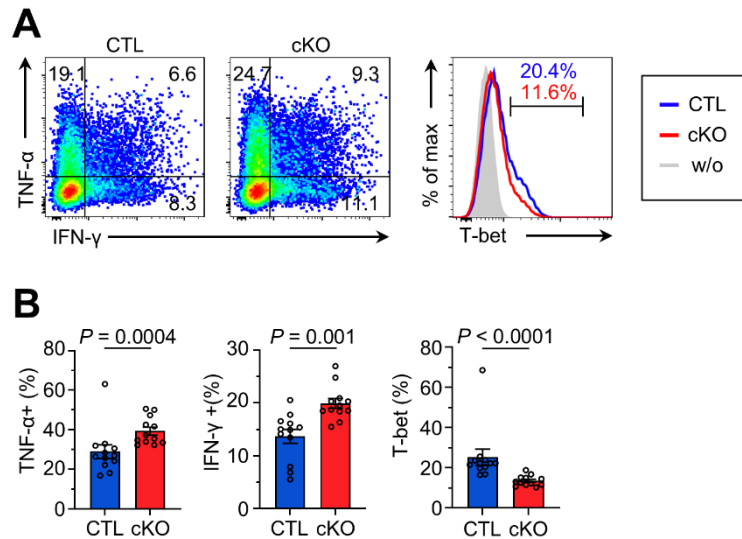 A
CTL
cKO
19.1
6.6
24.7
9.3
8.3
11.1
TNF-α
IFN-γ
20.4%
11.6%
% of max
T-bet
CTL
cKO
w/o
B
P = 0.0004
80
60
40
20
0
TNF-α+ (%)
CTL cKO
P = 0.001
30
20
10
0
IFN-γ +(%)
CTL cKO
P < 0.0001
80
60
40
20
0
T-bet (%)
CTL cKO